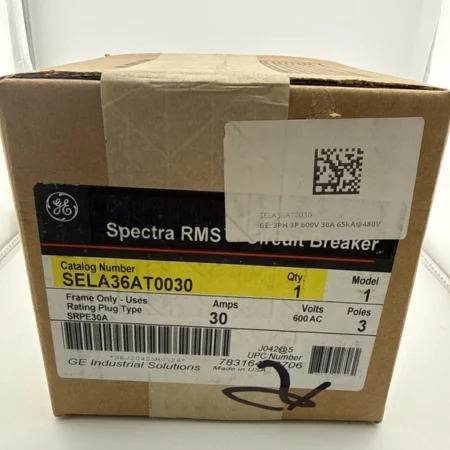 SELA36AT0030
GE: 3PH 3P 600V 30A 65kA@480V
GE
Spectra RMS Circuit Breaker
Catalog Number
SELA36AT0030
Qty.
1
Model
1
Frame Only - Uses
Rating Plug Type
SRPE30A
Amps
30
Volts
600 AC
Poles
3
J042@5
UPC Number
GE Industrial Solutions
Made in USA